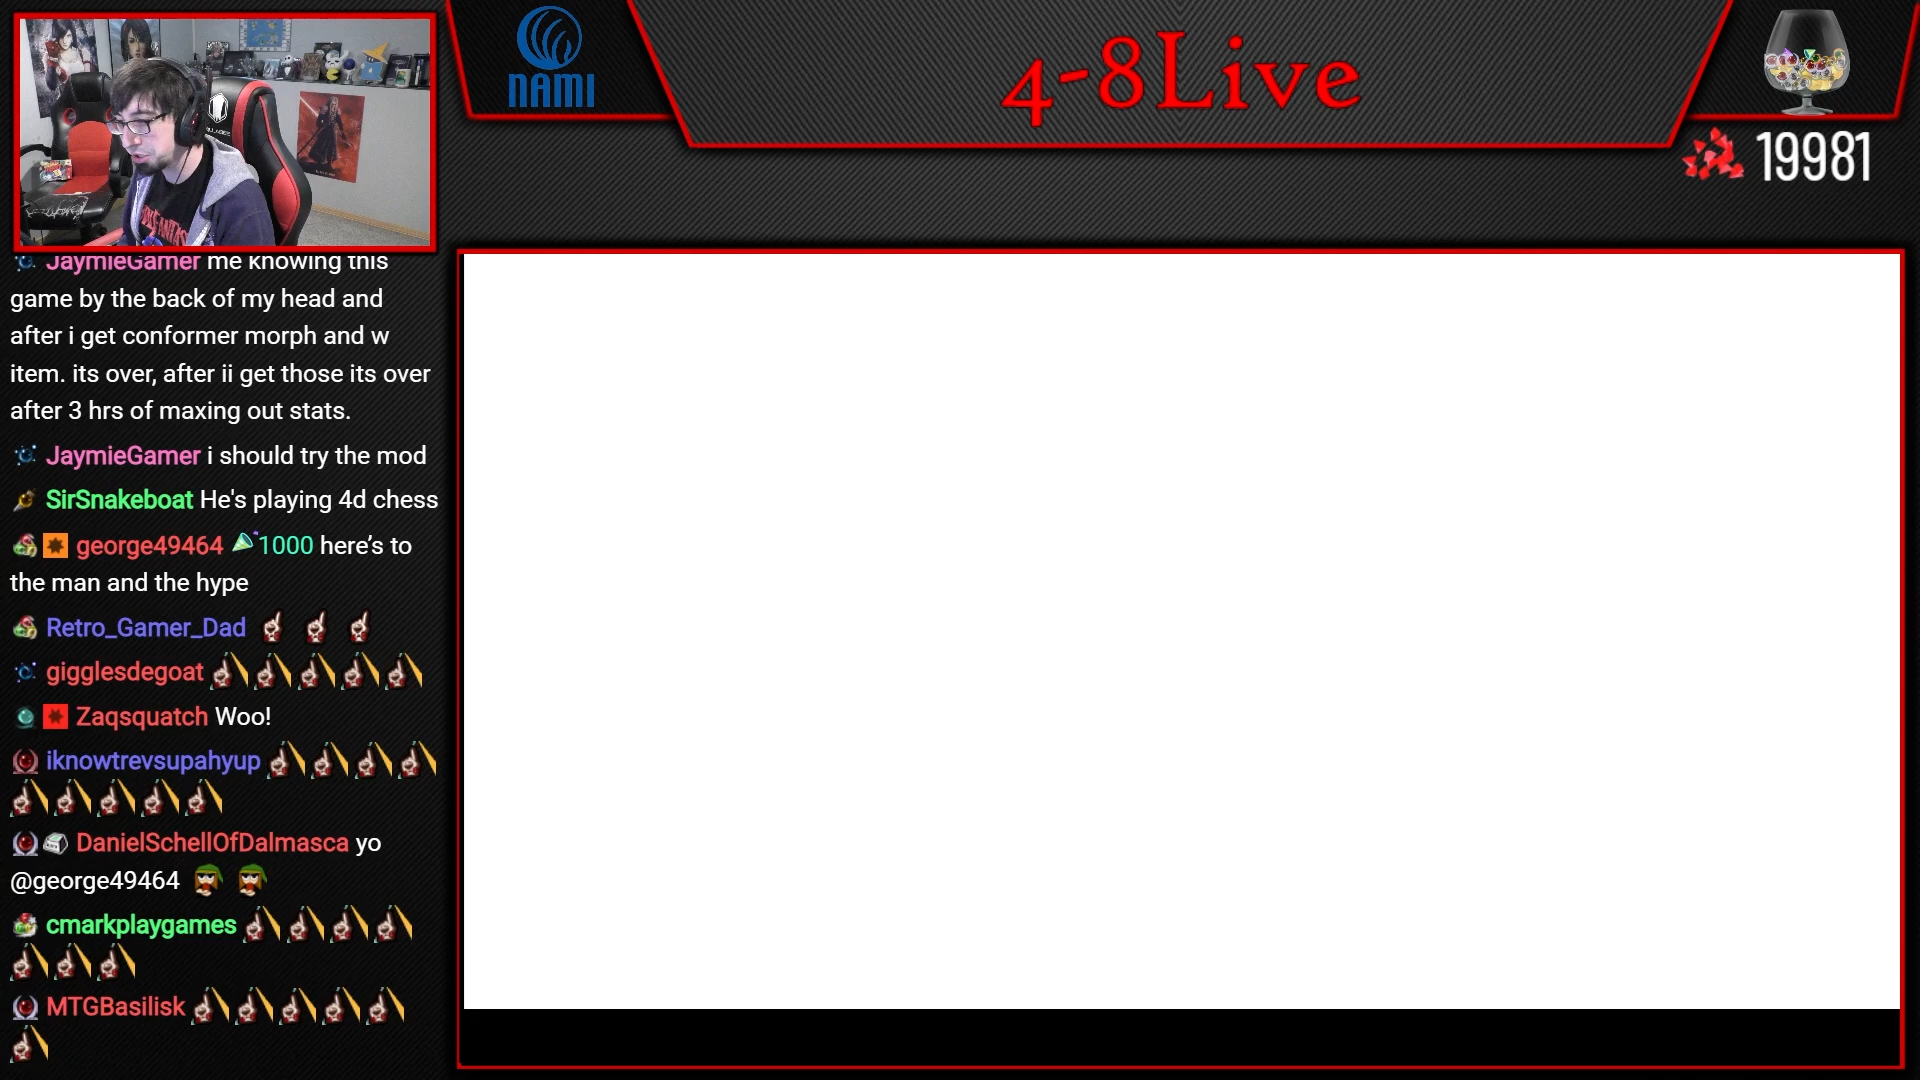 NAMI
4-8Live
19981
JaymieGamer me knowing this
game by the back of my head and
after i get conformer morph and w
item. its over, after ii get those its over
after 3 hrs of maxing out stats.
JaymieGamer i should try the mod
SirSnakeboat He's playing 4d chess
george49464 1000 here’s to
the man and the hype
Retro_Gamer_Dad
gigglesdegoat
Zaqsquatch Woo!
iknowtrevsupahyup
DanielSchellOfDalmasca yo
@george49464
cmarkplaygames
MTGBasilisk